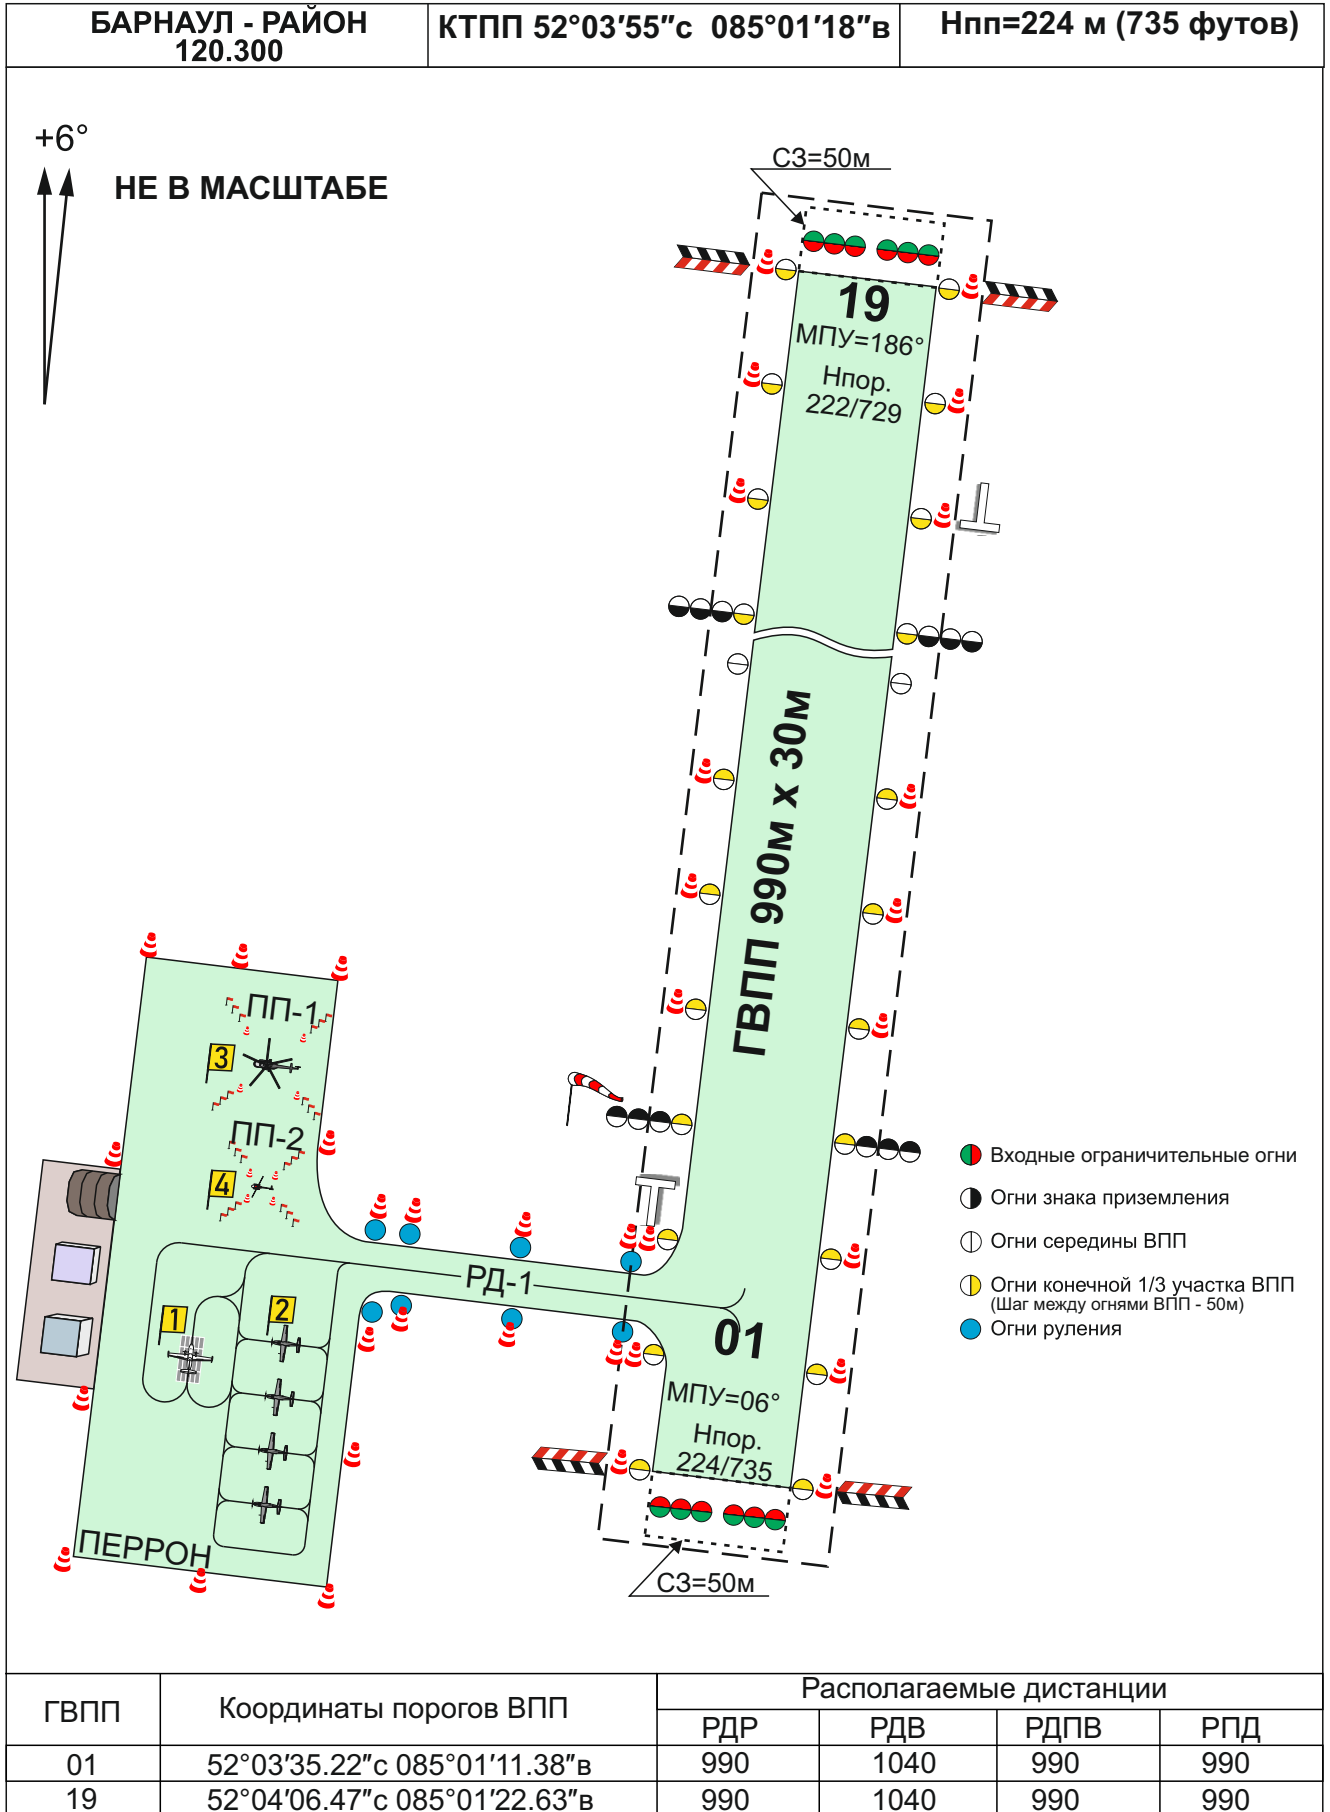 БАРНАУЛ - РАЙОН
120.300
КТПП 52°03′55″с 085°01′18″в
Нпп=224 м (735 футов)
+6°
НЕ В МАСШТАБЕ
СЗ=50м
19
МПУ=186°
Нпор.
222/729
ГВПП 990м х 30м
ПП-1
3
ПП-2
4
Входные ограничительные огни
Огни знака приземления
Огни середины ВПП
Огни конечной 1/3 участка ВПП
(Шаг между огнями ВПП - 50м)
Огни руления
РД-1
1
2
01
МПУ=06°
Нпор.
224/735
ПЕРРОН
СЗ=50м
ГВПП Координаты порогов ВПП Располагаемые дистанции
РДР РДВ РДПВ РПД
01 52°03′35.22″с 085°01′11.38″в 990 1040 990 990
19 52°04′06.47″с 085°01′22.63″в 990 1040 990 990